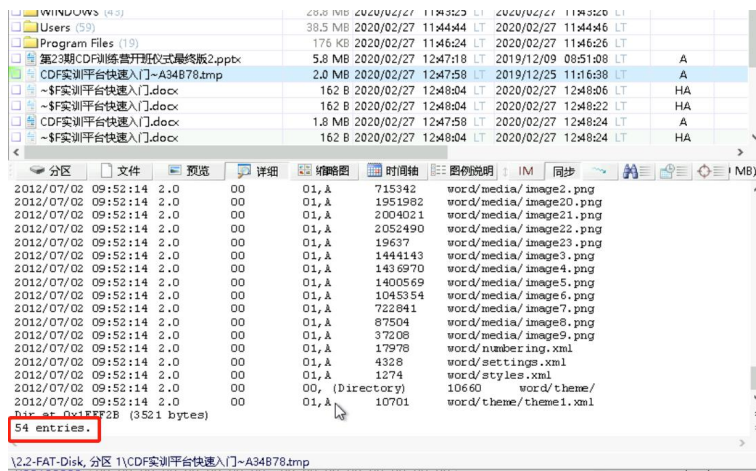 WINDOWS (43) 28.8 MB 2020/02/27 11:43:25 LT 2020/02/27 11:43:26 LT
Users (59) 38.5 MB 2020/02/27 11:44:44 LT 2020/02/27 11:44:46 LT
Program Files (19) 176 KB 2020/02/27 11:46:24 LT 2020/02/27 11:46:26 LT
第23期CDF训练营开班仪式最终版2.pptx 5.8 MB 2020/02/27 12:47:18 LT 2019/12/09 08:51:08 LT A
CDF实训平台快速入门~A34B78.tmp 2.0 MB 2020/02/27 12:47:58 LT 2019/12/25 11:16:38 LT A
~$F实训平台快速入门.docx 162 B 2020/02/27 12:48:04 LT 2020/02/27 12:48:06 LT HA
~$F实训平台快速入门.docx 162 B 2020/02/27 12:48:04 LT 2020/02/27 12:48:22 LT HA
CDF实训平台快速入门.docx 1.8 MB 2020/02/27 12:47:58 LT 2020/02/27 12:48:24 LT A
~$F实训平台快速入门.docx 162 B 2020/02/27 12:48:04 LT 2020/02/27 12:48:24 LT HA
分区 文件 预览 详细 缩略图 时间轴 图例说明 IM 同步 MB)
2012/07/02 09:52:14 2.0 00 01,A 715342 word/media/image2.png
2012/07/02 09:52:14 2.0 00 01,A 1951982 word/media/image20.png
2012/07/02 09:52:14 2.0 00 01,A 2004021 word/media/image21.png
2012/07/02 09:52:14 2.0 00 01,A 2052490 word/media/image22.png
2012/07/02 09:52:14 2.0 00 01,A 19637 word/media/image23.png
2012/07/02 09:52:14 2.0 00 01,A 1444143 word/media/image3.png
2012/07/02 09:52:14 2.0 00 01,A 1436970 word/media/image4.png
2012/07/02 09:52:14 2.0 00 01,A 1400569 word/media/image5.png
2012/07/02 09:52:14 2.0 00 01,A 1045354 word/media/image6.png
2012/07/02 09:52:14 2.0 00 01,A 722841 word/media/image7.png
2012/07/02 09:52:14 2.0 00 01,A 87504 word/media/image8.png
2012/07/02 09:52:14 2.0 00 01,A 37208 word/media/image9.png
2012/07/02 09:52:14 2.0 00 01,A 17978 word/numbering.xml
2012/07/02 09:52:14 2.0 00 01,A 4328 word/settings.xml
2012/07/02 09:52:14 2.0 00 01,A 1274 word/styles.xml
2012/07/02 09:52:14 2.0 00 00, (Directory) 10660 word/theme/
2012/07/02 09:52:14 2.0 00 01,A 10701 word/theme/theme1.xml
Dir at 0x1EFF2B (3521 bytes)
54 entries.
\2.2-FAT-Disk, 分区 1\CDF实训平台快速入门~A34B78.tmp